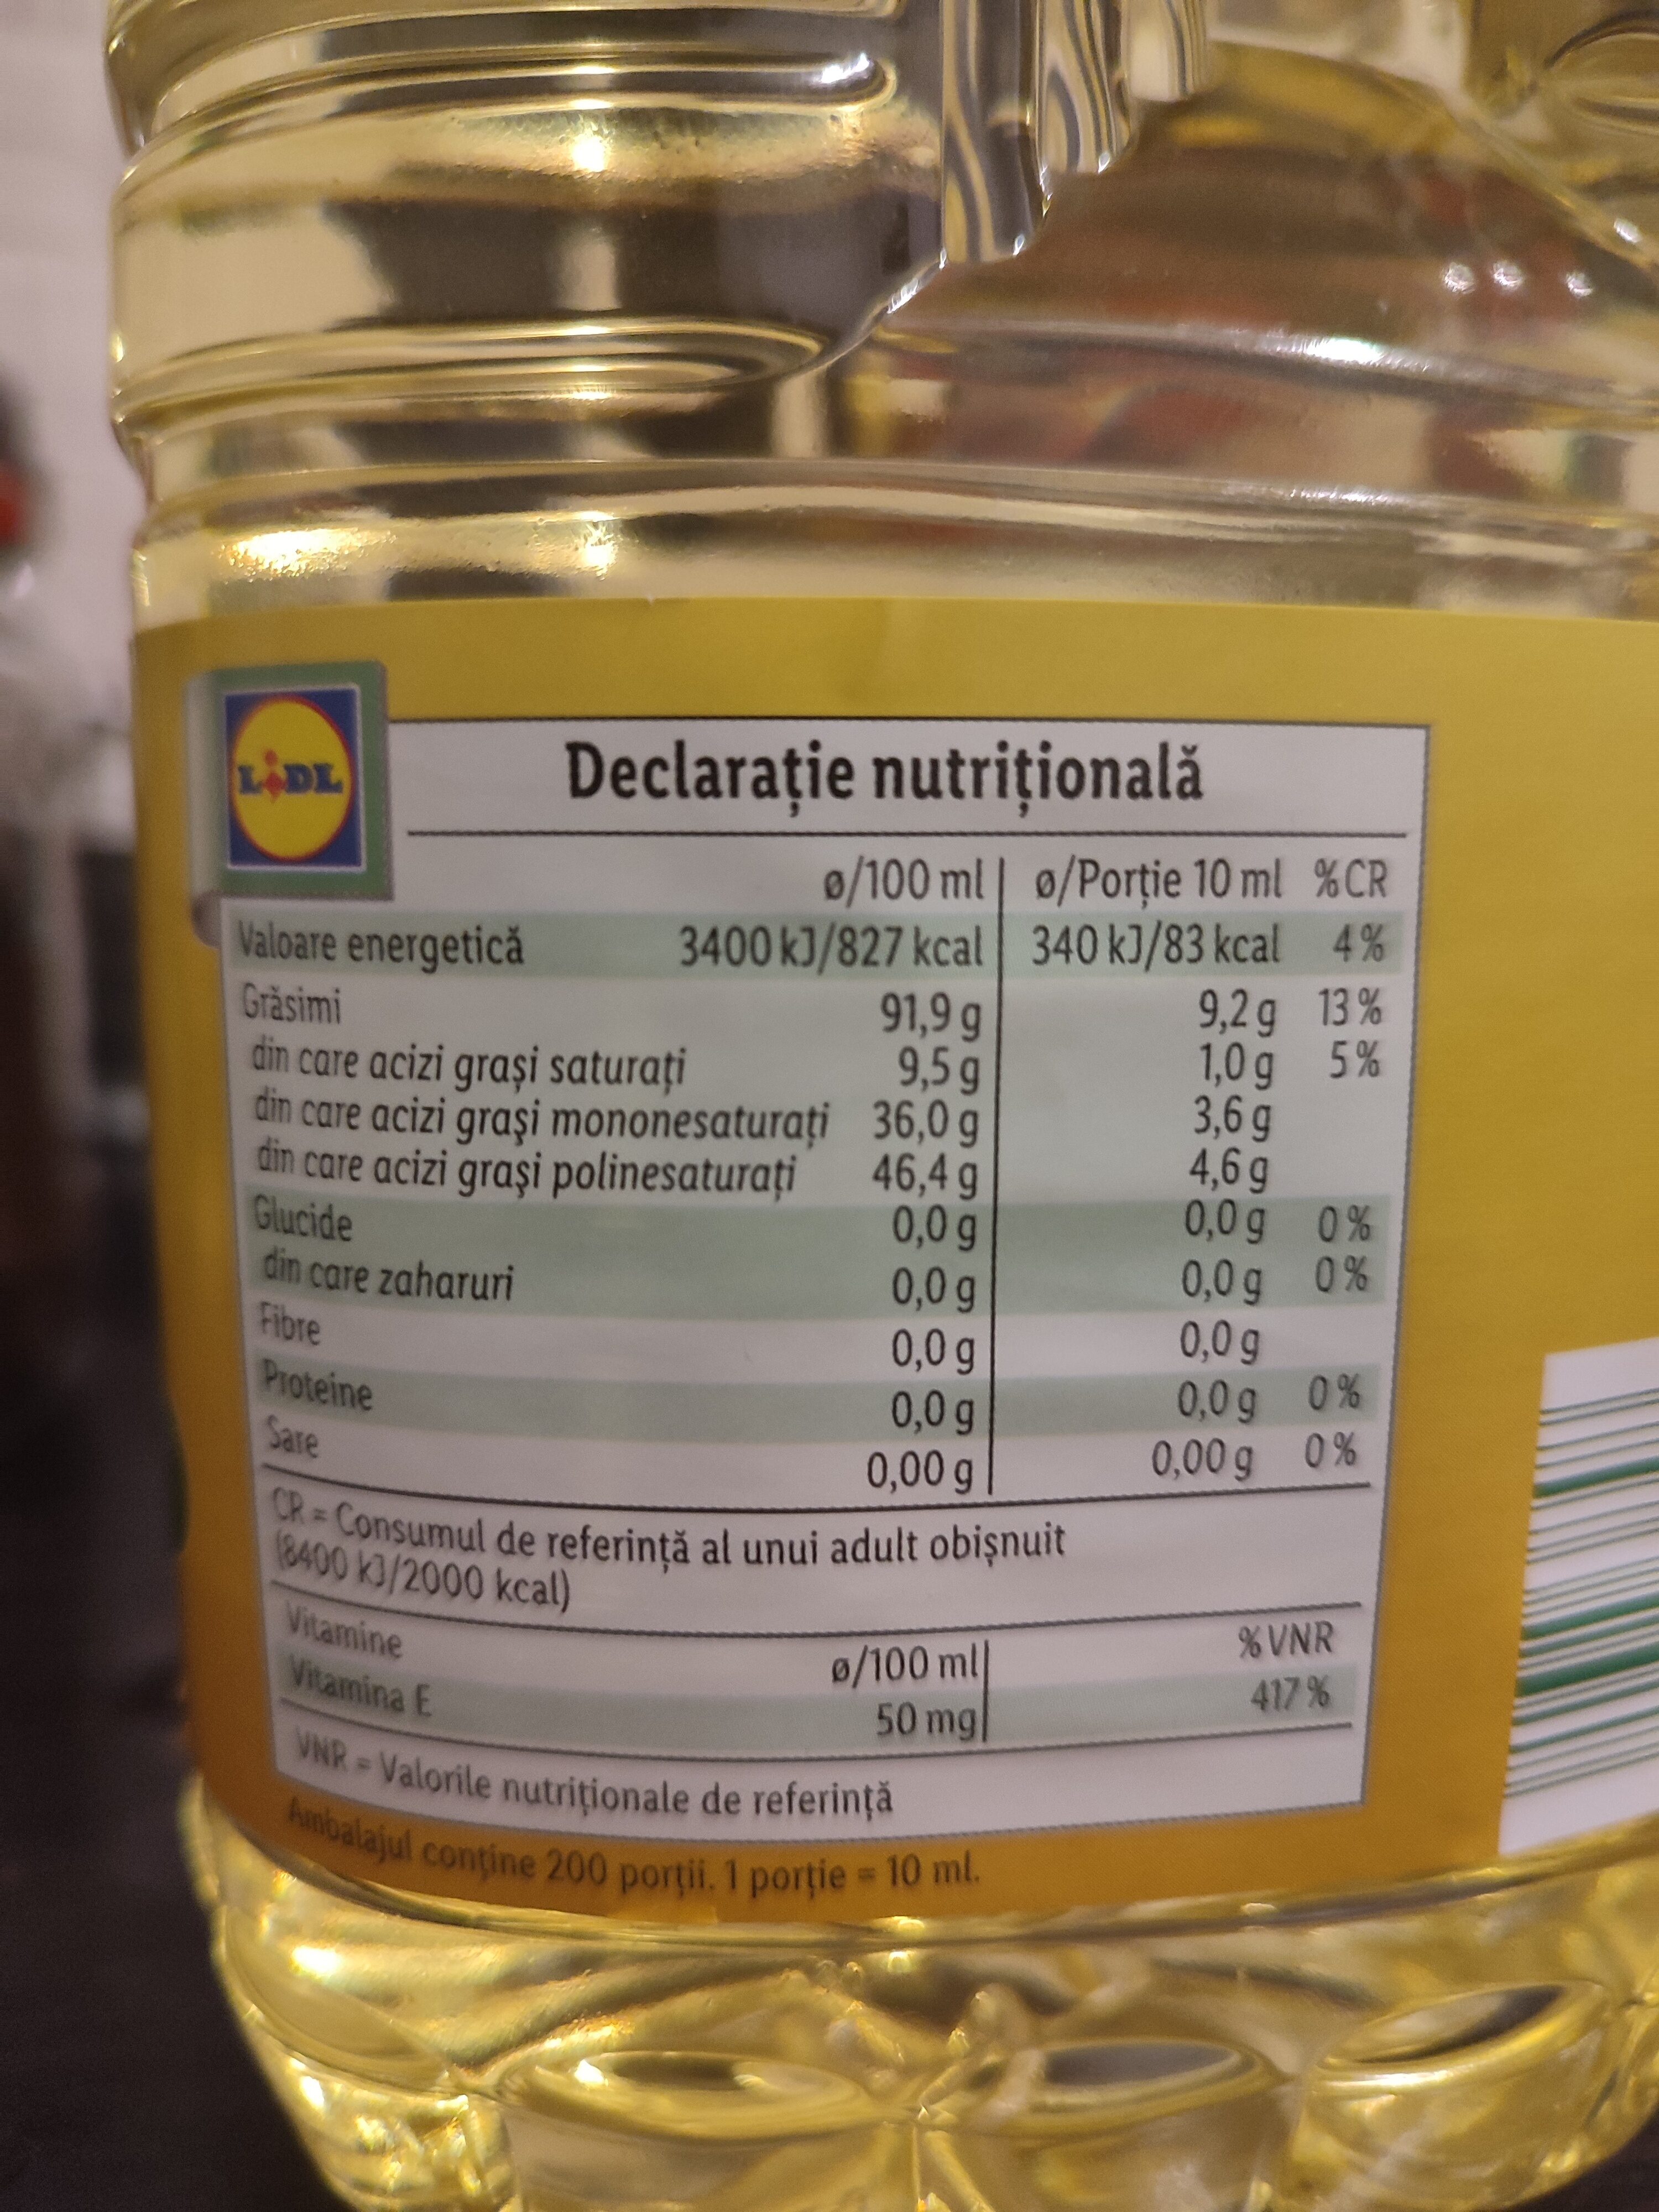 LIDL
Declarație nutrițională
ø/100 ml ø/Porție 10 ml %CR
Valoare energetică 3400 kJ/827 kcal 340 kJ/83 kcal 4%
Grăsimi 91,9 g 9,2 g 13%
din care acizi grași saturați 9,5 g 1,0 g 5%
din care acizi grași mononesaturați 36,0 g 3,6 g
din care acizi grași polinesaturați 46,4 g 4,6 g
Glucide 0,0 g 0,0 g 0%
din care zaharuri 0,0 g 0,0 g 0%
Fibre 0,0 g 0,0 g
Proteine 0,0 g 0,0 g 0%
Sare 0,00 g 0,00 g 0%
CR = Consumul de referință al unui adult obișnuit
(8400 kJ/2000 kcal)
Vitamine ø/100 ml %VNR
Vitamina E 50 mg 417%
VNR = Valorile nutriționale de referință
Ambalajul conține 200 porții. 1 porție = 10 ml.